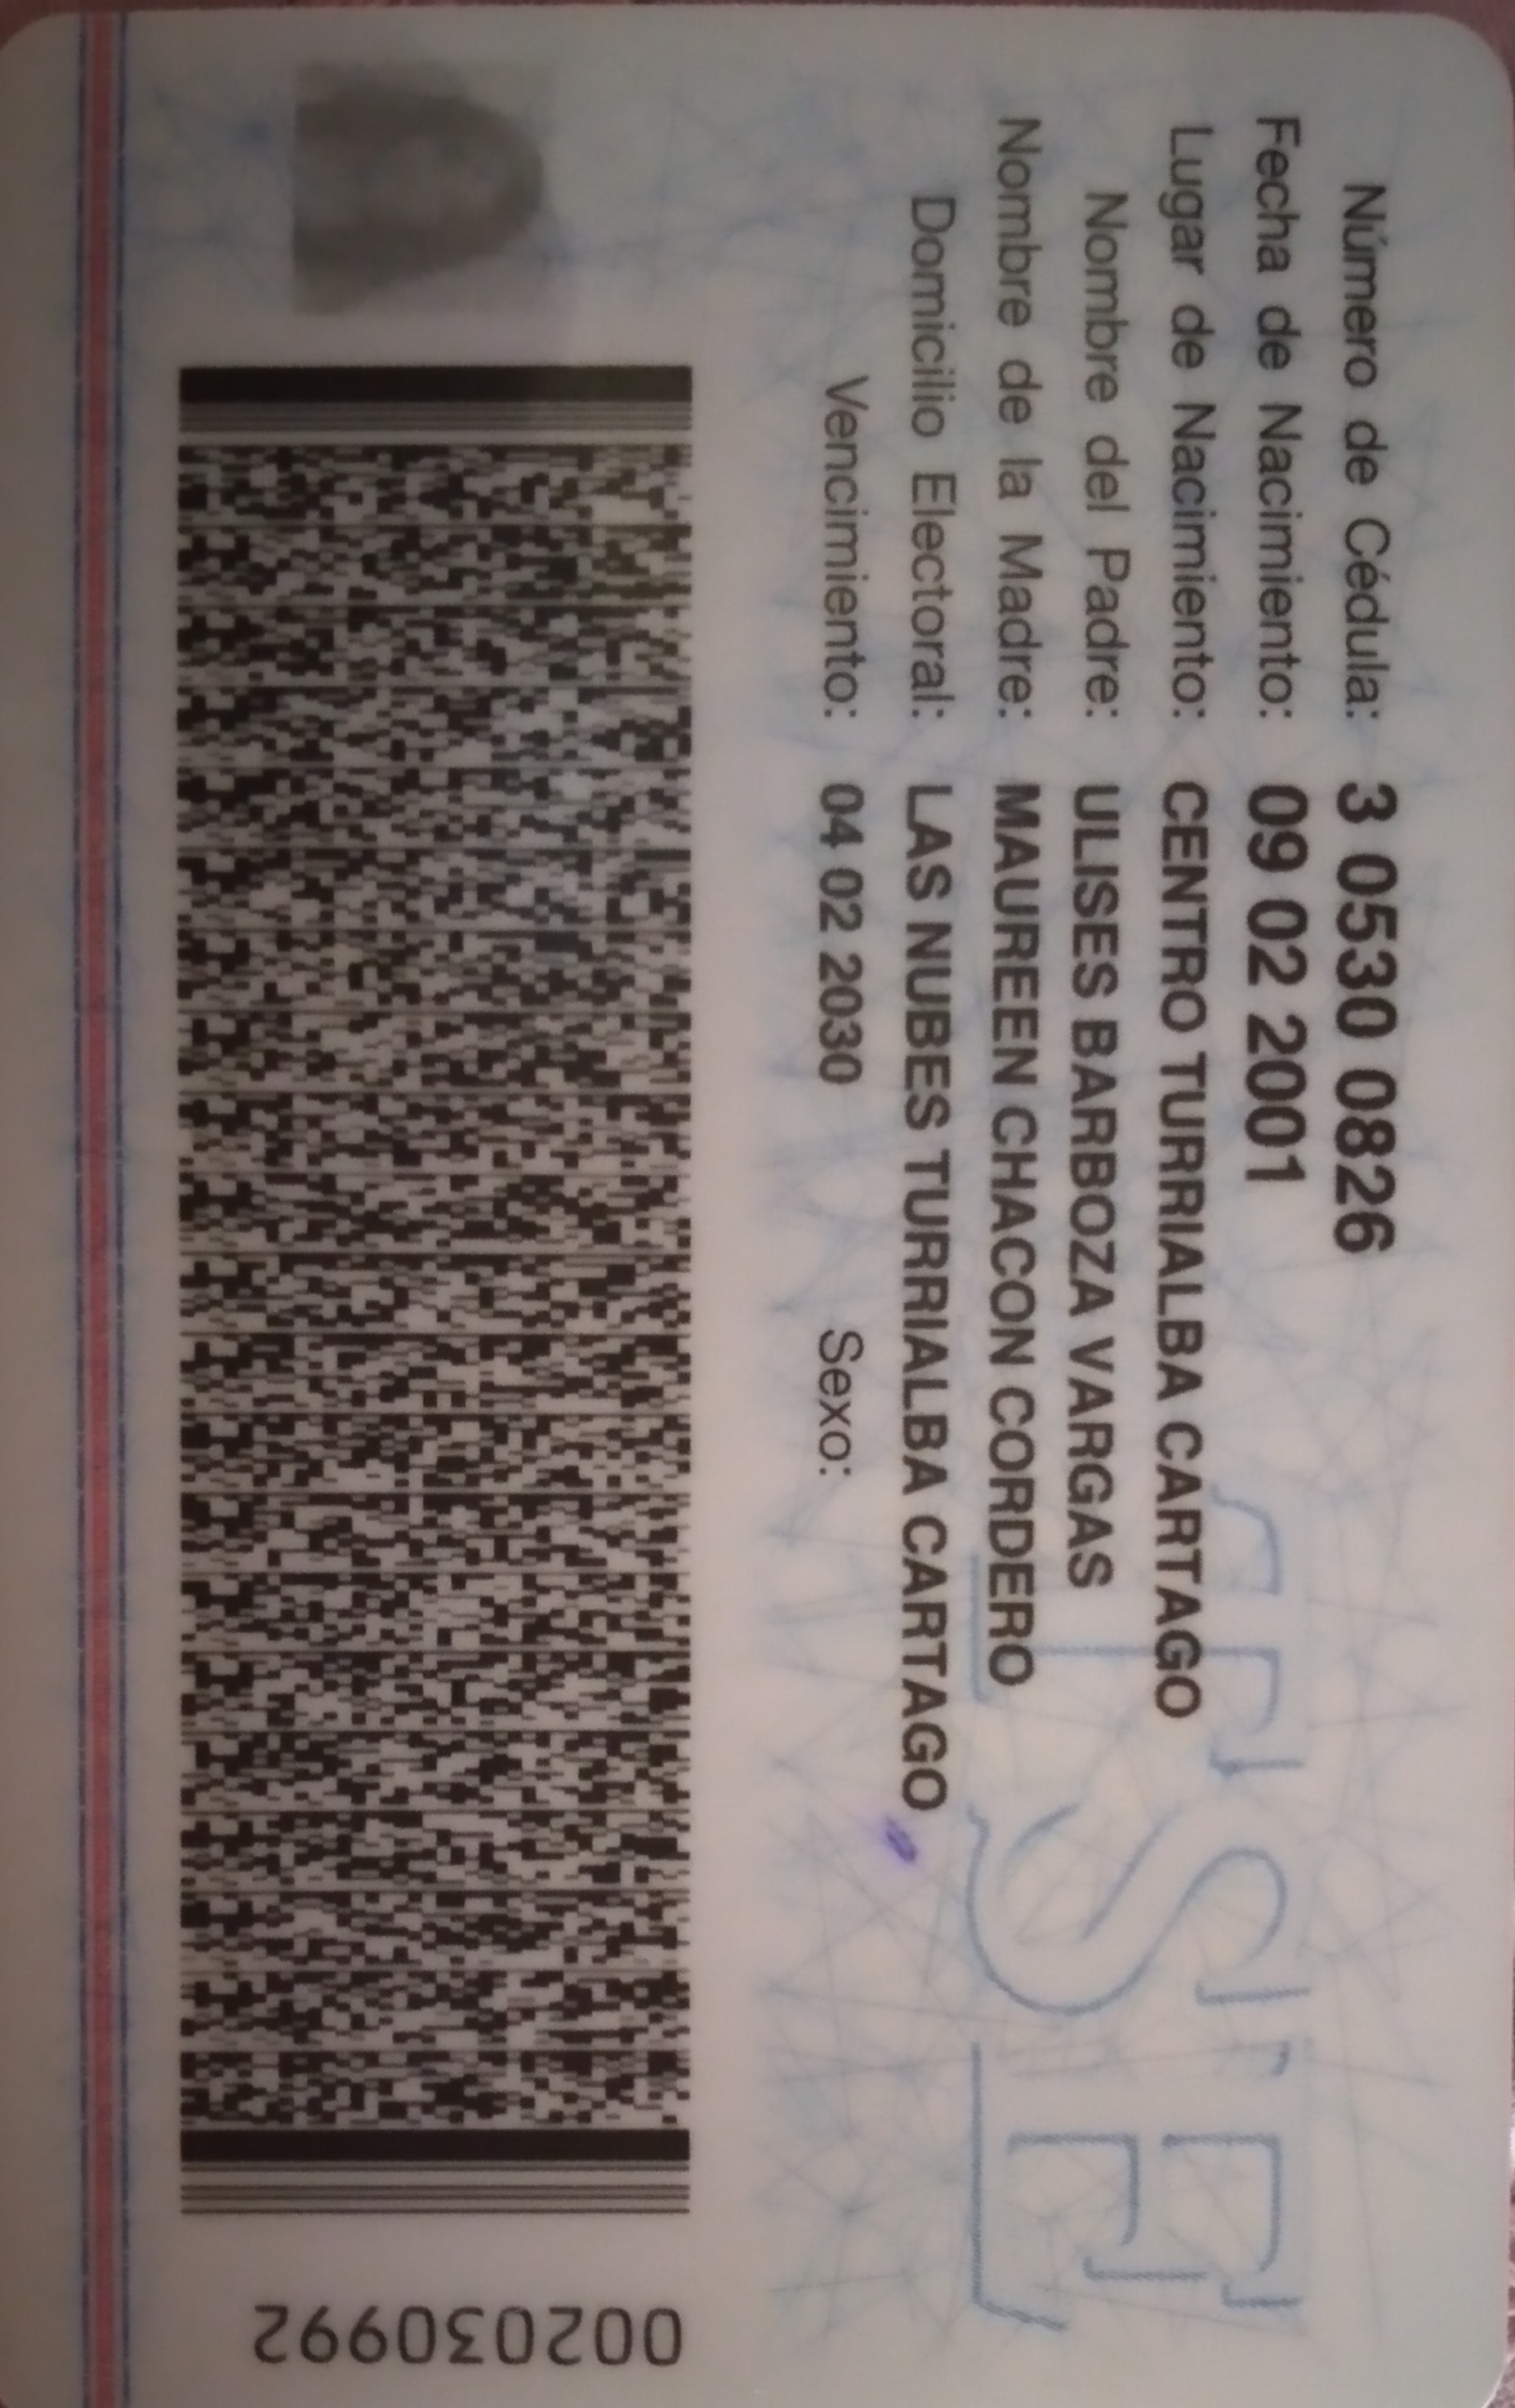 Número de Cédula: 3 0530 0826
Fecha de Nacimiento: 09 02 2001
Lugar de Nacimiento: CENTRO TURRIALBA CARTAGO
Nombre del Padre: ULISES BARBOZA VARGAS
Nombre de la Madre: MAUREEN CHACON CORDERO
Domicilio Electoral: LAS NUBES TURRIALBA CARTAGO
Vencimiento: 04 02 2030 Sexo:
TSE
002030992